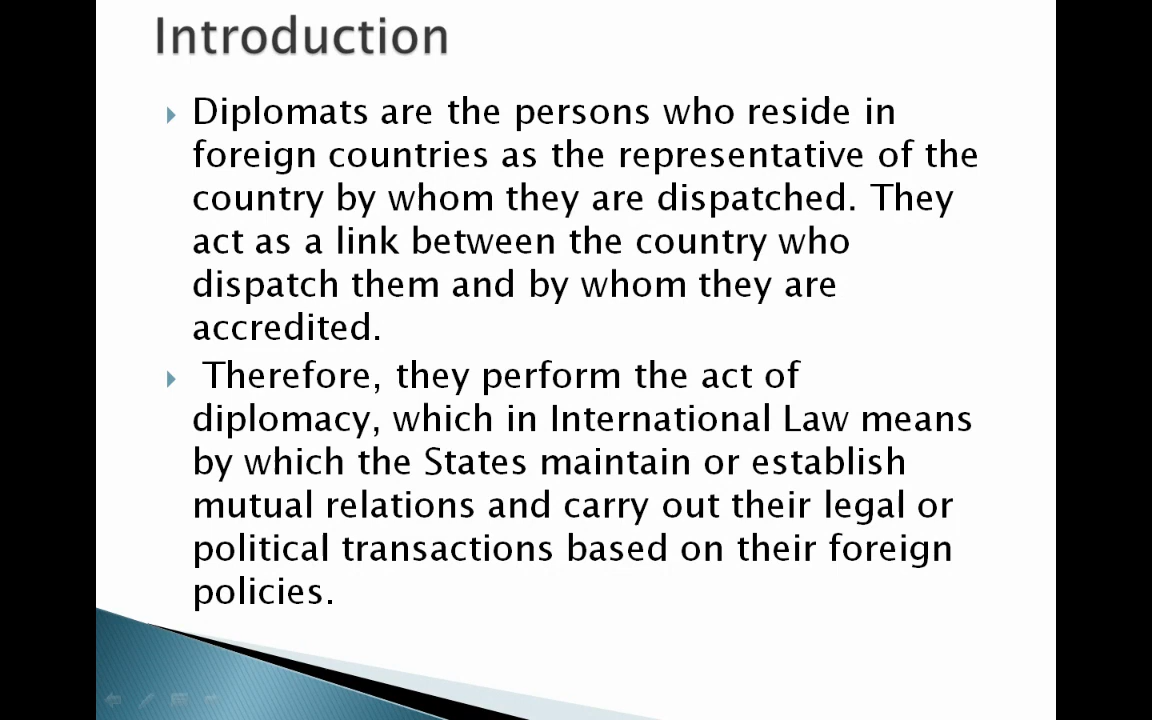 Introduction
Diplomats are the persons who reside in
foreign countries as the representative of the
country by whom they are dispatched. They
act as a link between the country who
dispatch them and by whom they are
accredited.
Therefore, they perform the act of
diplomacy, which in International Law means
by which the States maintain or establish
mutual relations and carry out their legal or
political transactions based on their foreign
policies.